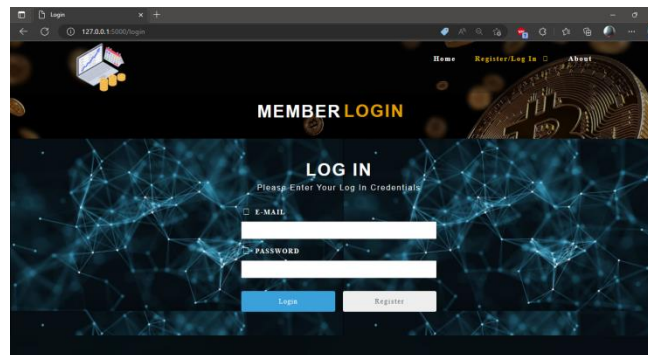 Login
127.0.0.1:5000/login
Home Register/Log In About
MEMBER LOGIN
LOG IN
Please Enter Your Log In Credentials
E-MAIL
PASSWORD
Login Register